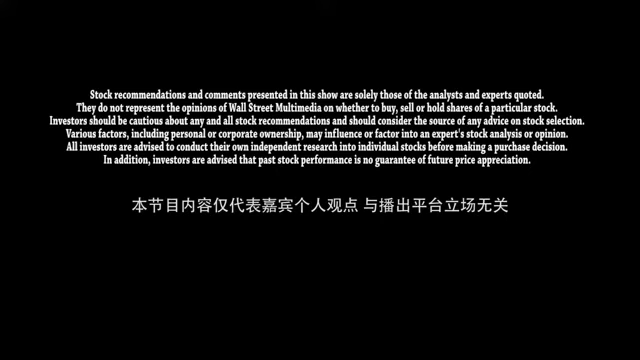 Stock recommendations and comments presented in this show are solely those of the analysts and experts quoted.
They do not represent the opinions of Wall Street Multimedia on whether to buy, sell or hold shares of a particular stock.
Investors should be cautious about any and all stock recommendations and should consider the source of any advice on stock selection.
Various factors, including personal or corporate ownership, may influence or factor into an expert's stock analysis or opinion.
All investors are advised to conduct their own independent research into individual stocks before making a purchase decision.
In addition, investors are advised that past stock performance is no guarantee of future price appreciation.
本节目内容仅代表嘉宾个人观点 与播出平台立场无关